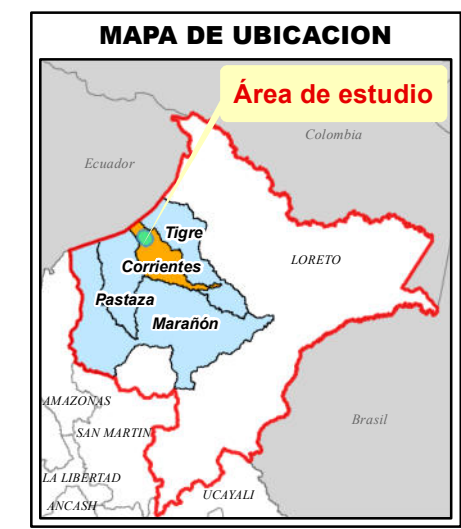 MAPA DE UBICACION
Área de estudio
Colombia
Ecuador
Tigre
LORETO
Corrientes
Pastaza
Marañón
AMAZONAS
Brasil
SAN MARTIN
LA LIBERTAD
UCAYALI
ANCASH